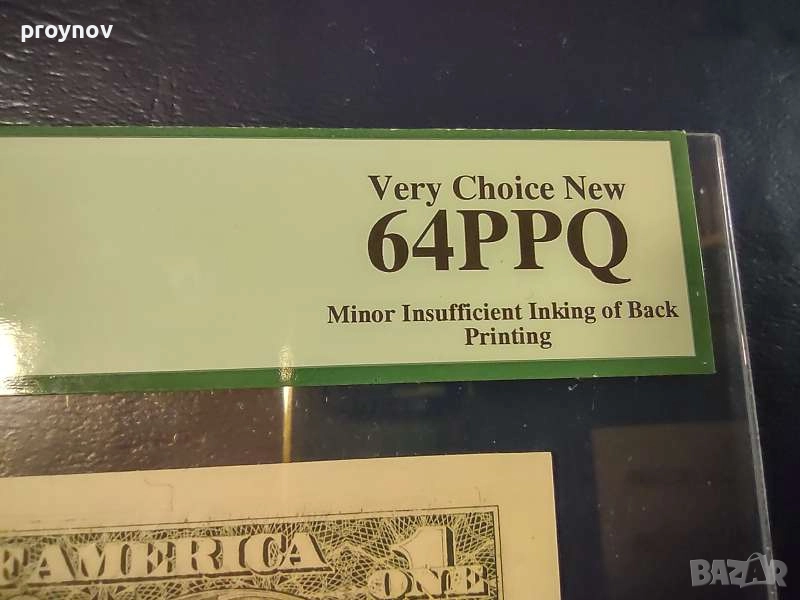 proynov
Very Choice New
64PPQ
Minor Insufficient Inking of Back
Printing
F AMERICA
1
ONE
BAZAR